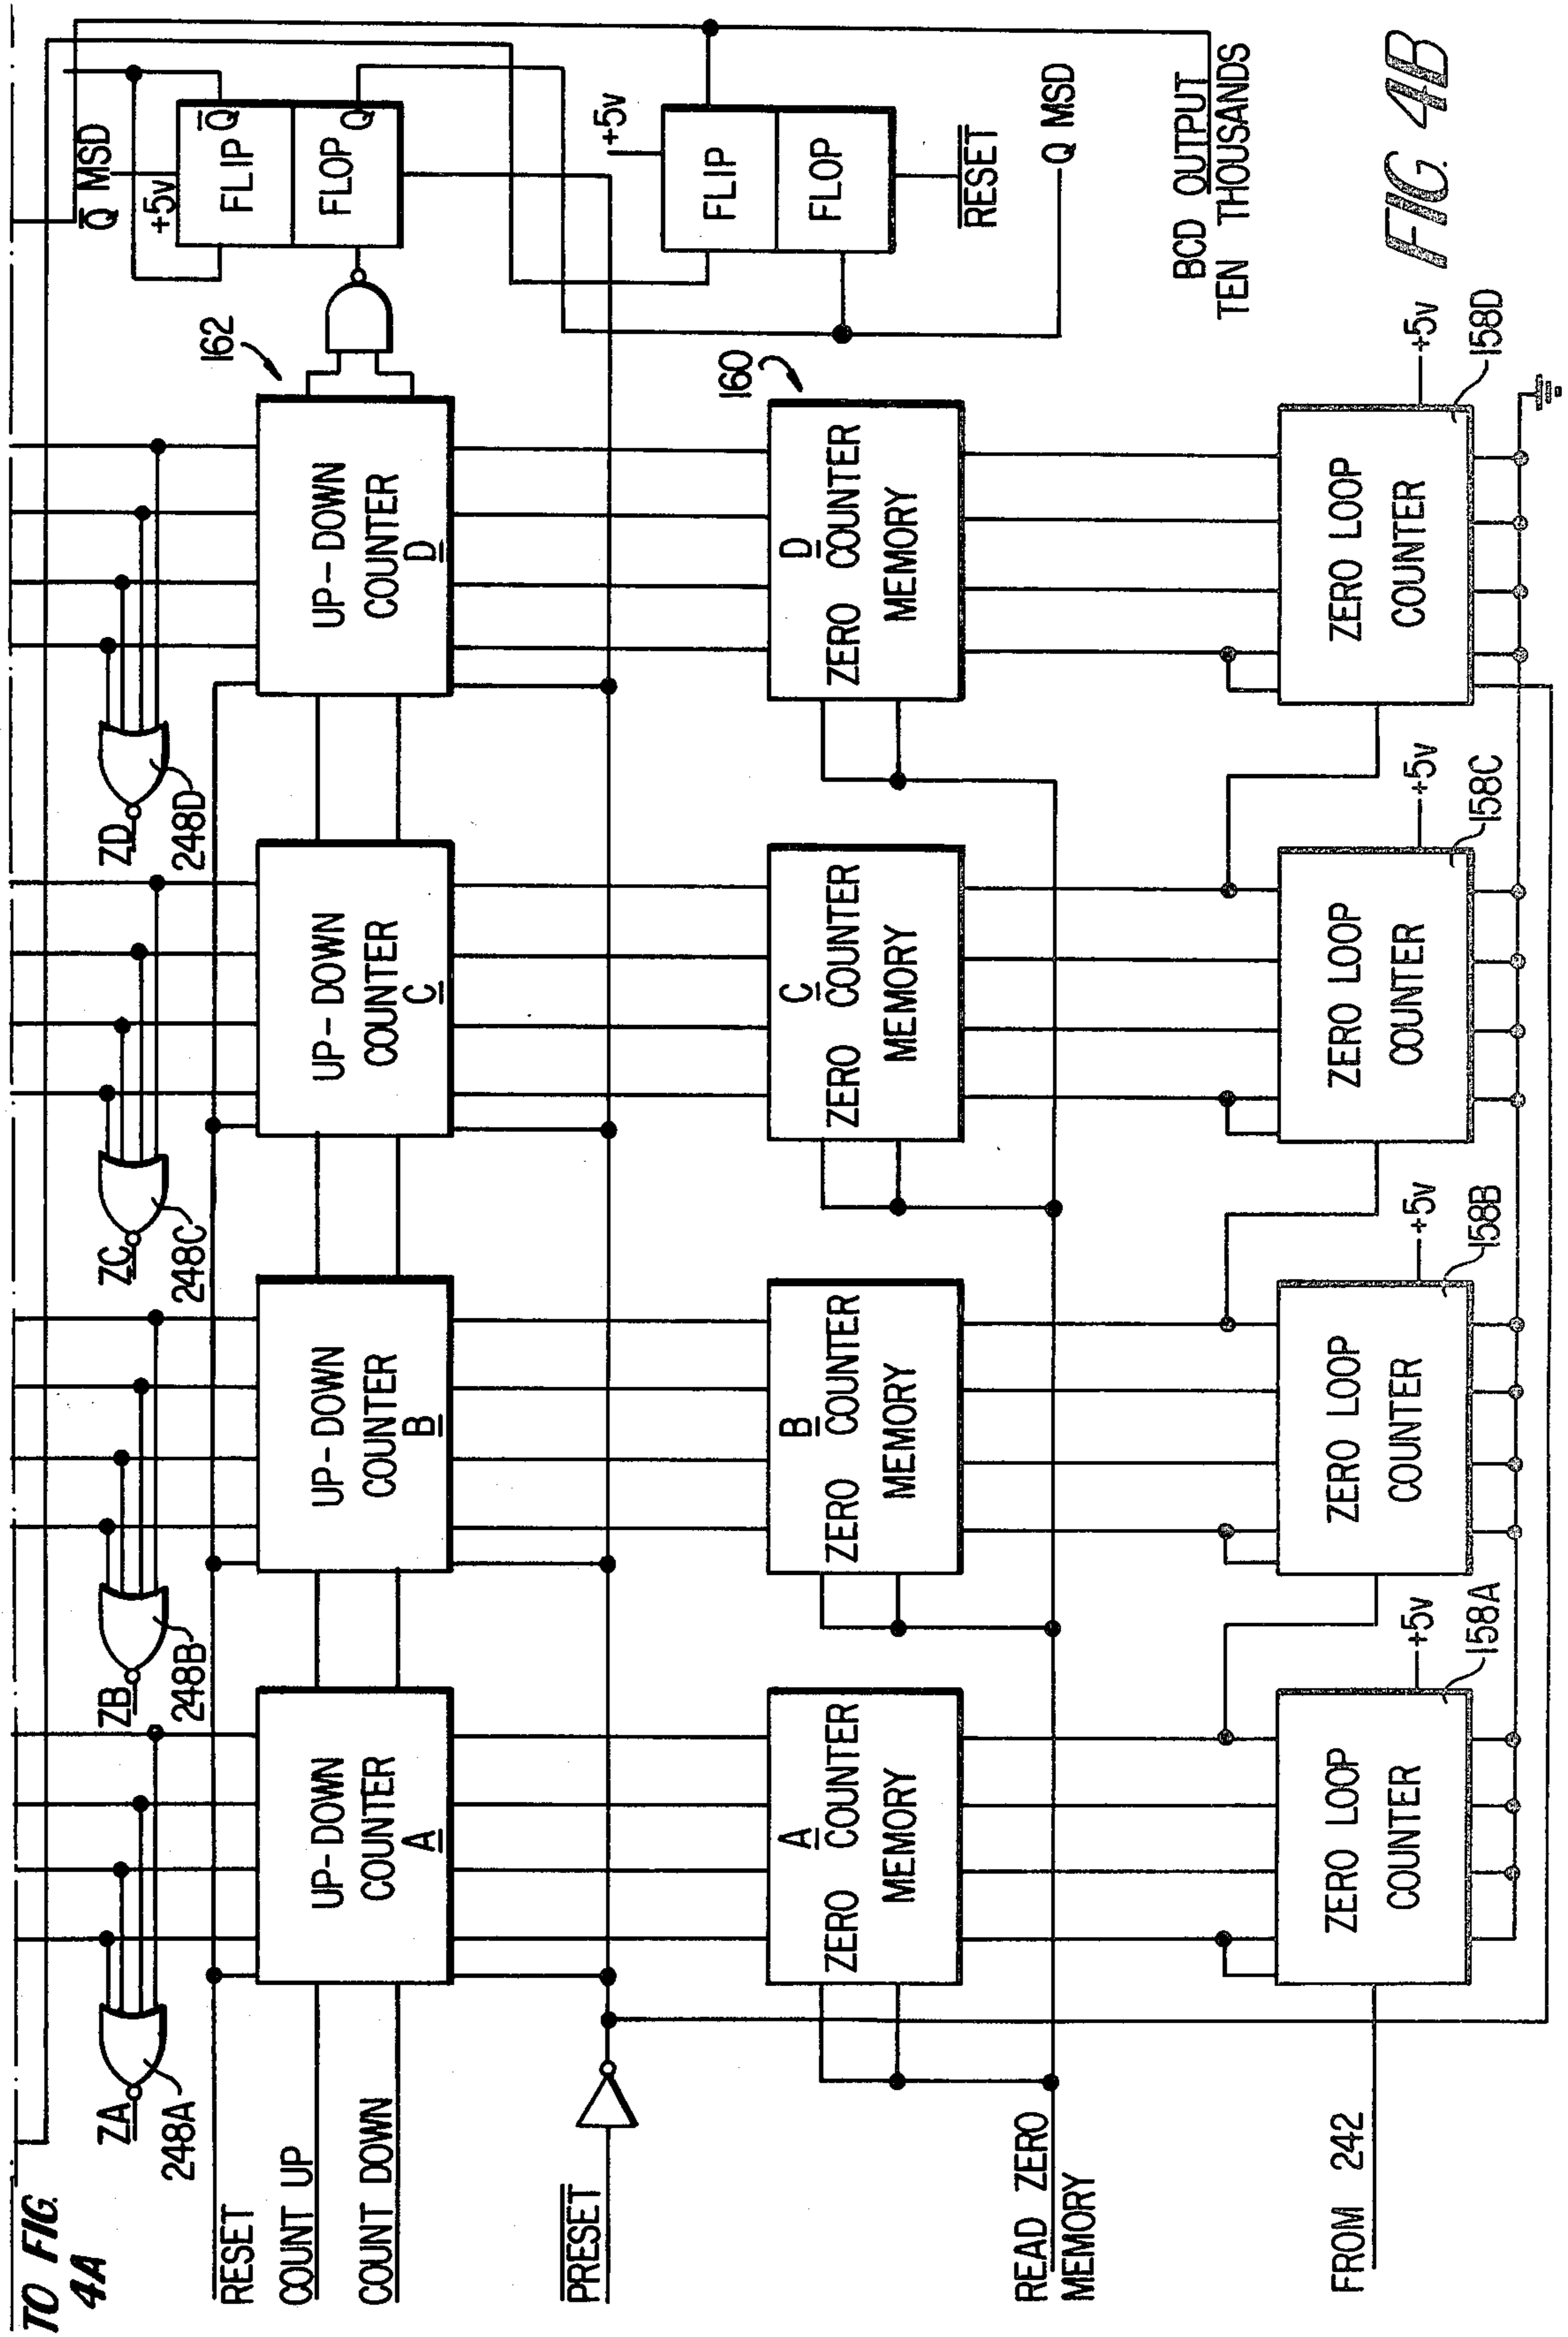 TO FIG.
4A
ZA
248A
ZB
248B
ZC
248C
ZD
248D
Q̅ MSD
+5v
FLIP
Q̅
FLOP
Q
162
RESET
COUNT UP
COUNT DOWN
UP-DOWN
COUNTER
A
UP-DOWN
COUNTER
B
UP-DOWN
COUNTER
C
UP-DOWN
COUNTER
D
P̅R̅E̅S̅E̅T̅
+5v
FLIP
FLOP
R̅E̅S̅E̅T̅
Q MSD
160
A
ZERO COUNTER
MEMORY
B
ZERO COUNTER
MEMORY
C
ZERO COUNTER
MEMORY
D
ZERO COUNTER
MEMORY
READ ZERO
MEMORY
BCD OUTPUT
TEN THOUSANDS
FROM 242
ZERO LOOP
COUNTER
+5v
158A
ZERO LOOP
COUNTER
+5v
158B
ZERO LOOP
COUNTER
+5v
158C
ZERO LOOP
COUNTER
+5v
158D
FIG. 4B